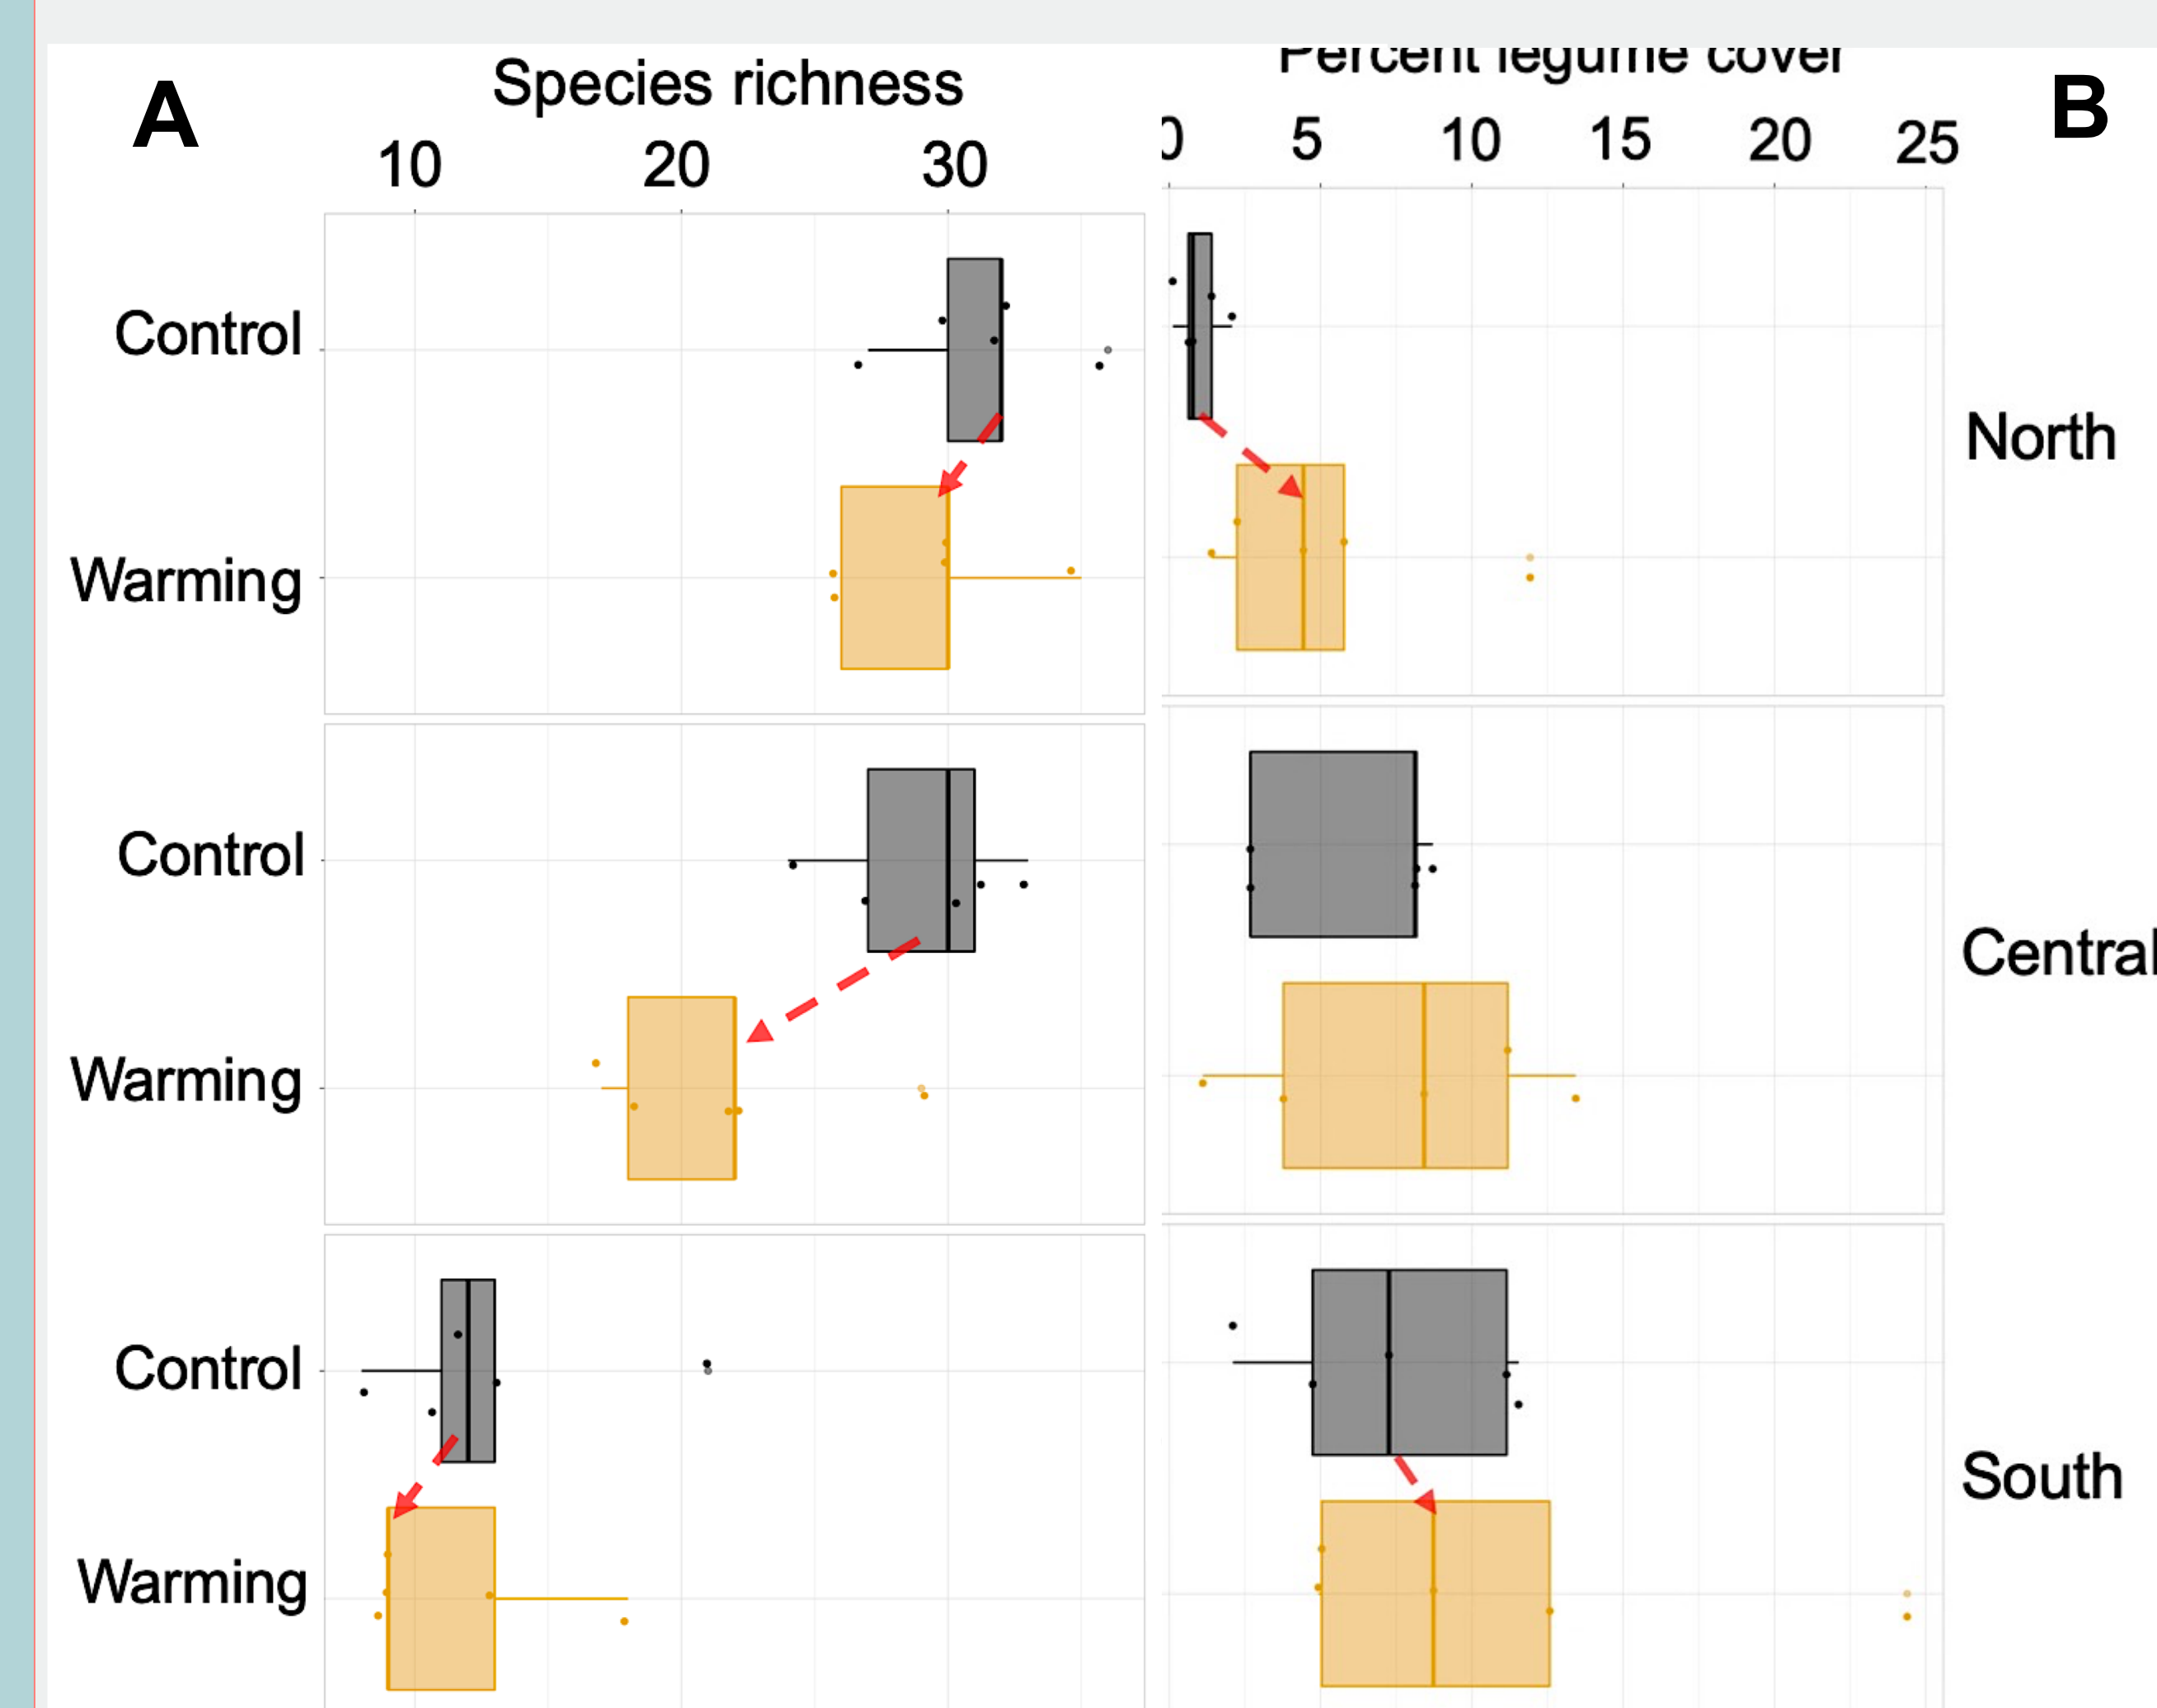 A
Species richness
10 20 30
Control
Warming
Control
Warming
Control
Warming
Percent legume cover
B
0 5 10 15 20 25
North
Central
South